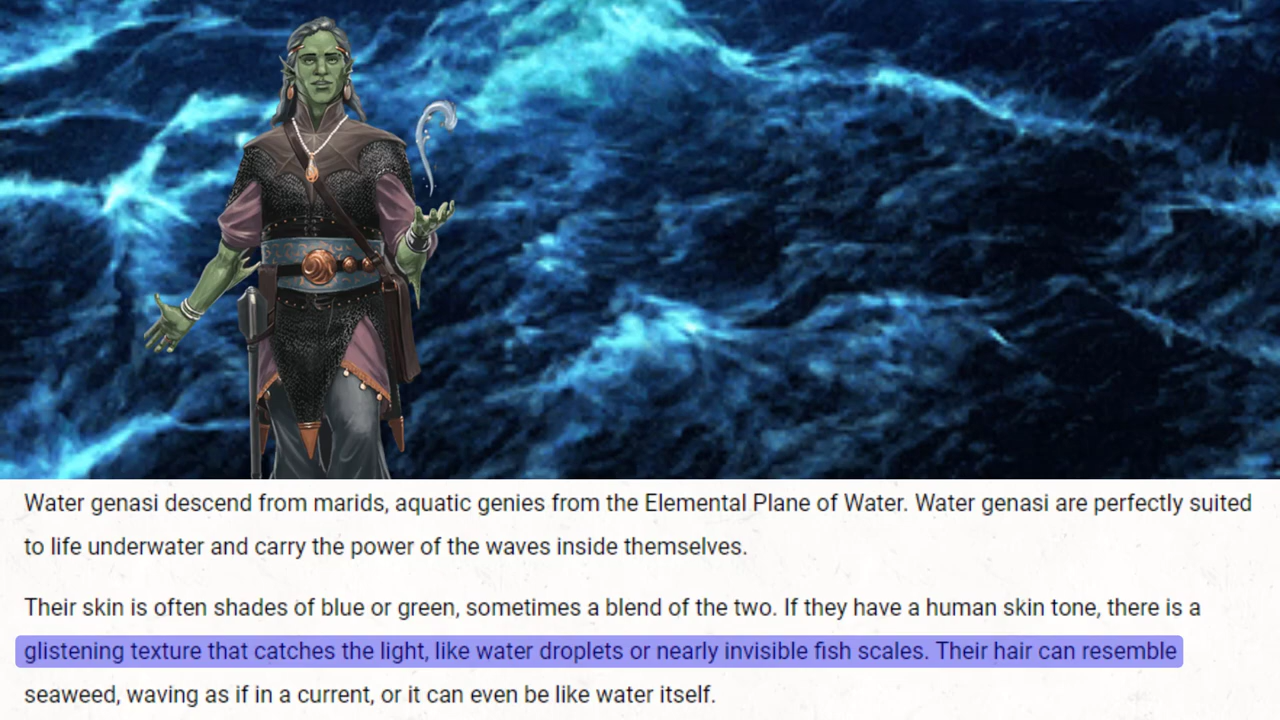 Water genasi descend from marids, aquatic genies from the Elemental Plane of Water. Water genasi are perfectly suited
to life underwater and carry the power of the waves inside themselves.
Their skin is often shades of blue or green, sometimes a blend of the two. If they have a human skin tone, there is a
glistening texture that catches the light, like water droplets or nearly invisible fish scales. Their hair can resemble
seaweed, waving as if in a current, or it can even be like water itself.